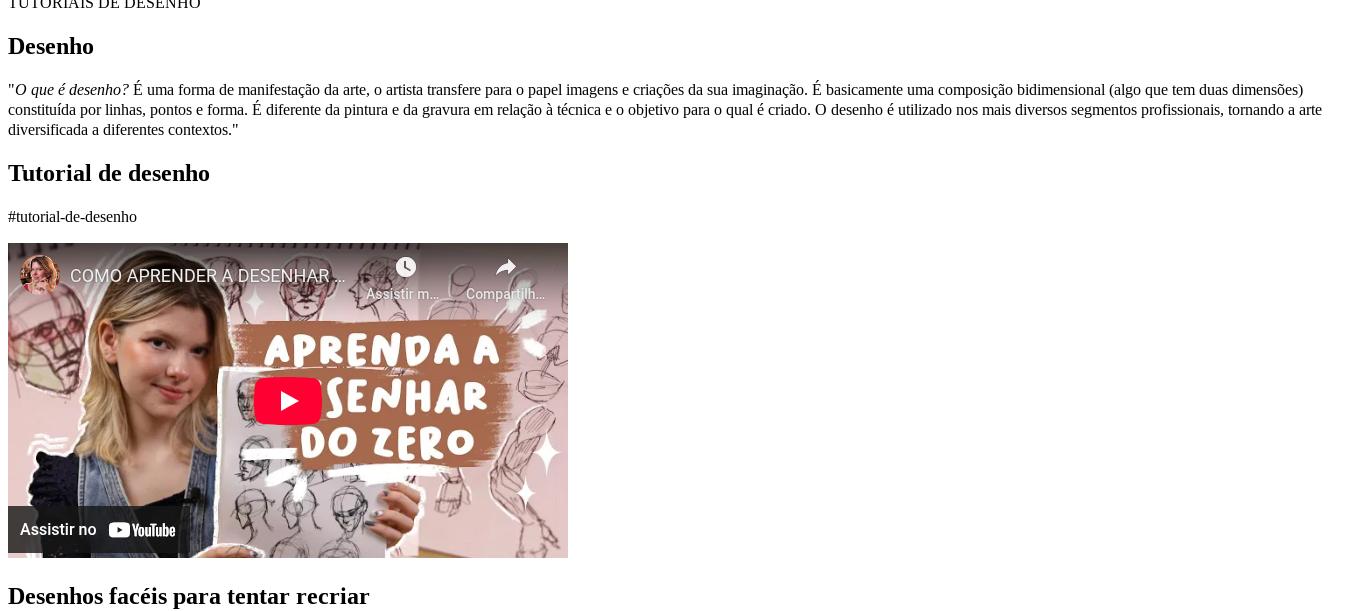 TUTORIAIS DE DESENHO
Desenho
"O que é desenho? É uma forma de manifestação da arte, o artista transfere para o papel imagens e criações da sua imaginação. É basicamente uma composição bidimensional (algo que tem duas dimensões)
constituída por linhas, pontos e forma. É diferente da pintura e da gravura em relação à técnica e o objetivo para o qual é criado. O desenho é utilizado nos mais diversos segmentos profissionais, tornando a arte
diversificada a diferentes contextos."
Tutorial de desenho
#tutorial-de-desenho
COMO APRENDER A DESENHAR ...
Assistir m...
Compartilh...
APRENDA A
SENHAR
DO ZERO
Assistir no YouTube
Desenhos facéis para tentar recriar